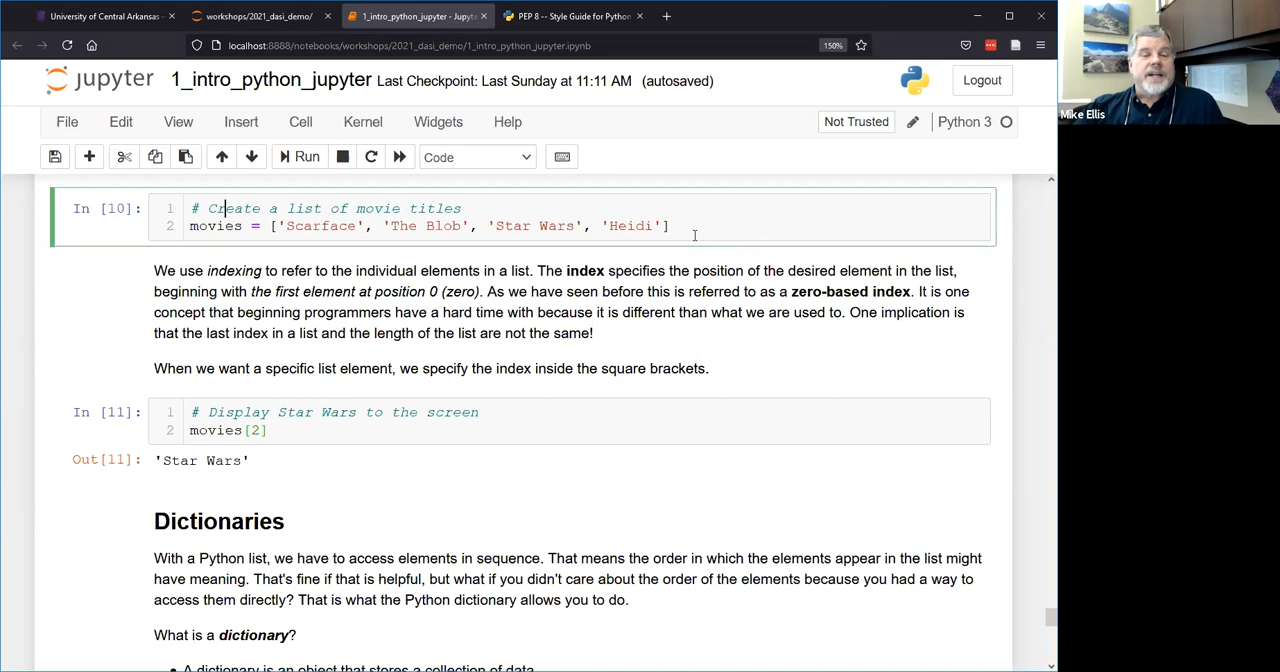 University of Central Arkansas
workshops/2021_dasi_demo/
1_intro_python_jupyter - Jupyte
PEP 8 -- Style Guide for Python
localhost:8888/notebooks/workshops/2021_dasi_demo/1_intro_python_jupyter.ipynb
150%
jupyter 1_intro_python_jupyter Last Checkpoint: Last Sunday at 11:11 AM (autosaved)
Logout
File Edit View Insert Cell Kernel Widgets Help
Not Trusted
Python 3
Run
Code
In [10]:
1 # Create a list of movie titles
2 movies = ['Scarface', 'The Blob', 'Star Wars', 'Heidi']
We use indexing to refer to the individual elements in a list. The index specifies the position of the desired element in the list,
beginning with the first element at position 0 (zero). As we have seen before this is referred to as a zero-based index. It is one
concept that beginning programmers have a hard time with because it is different than what we are used to. One implication is
that the last index in a list and the length of the list are not the same!
When we want a specific list element, we specify the index inside the square brackets.
In [11]:
1 # Display Star Wars to the screen
2 movies[2]
Out[11]: 'Star Wars'
Dictionaries
With a Python list, we have to access elements in sequence. That means the order in which the elements appear in the list might
have meaning. That's fine if that is helpful, but what if you didn't care about the order of the elements because you had a way to
access them directly? That is what the Python dictionary allows you to do.
What is a dictionary?
• A dictionary is an object that stores a collection of data
Mike Ellis